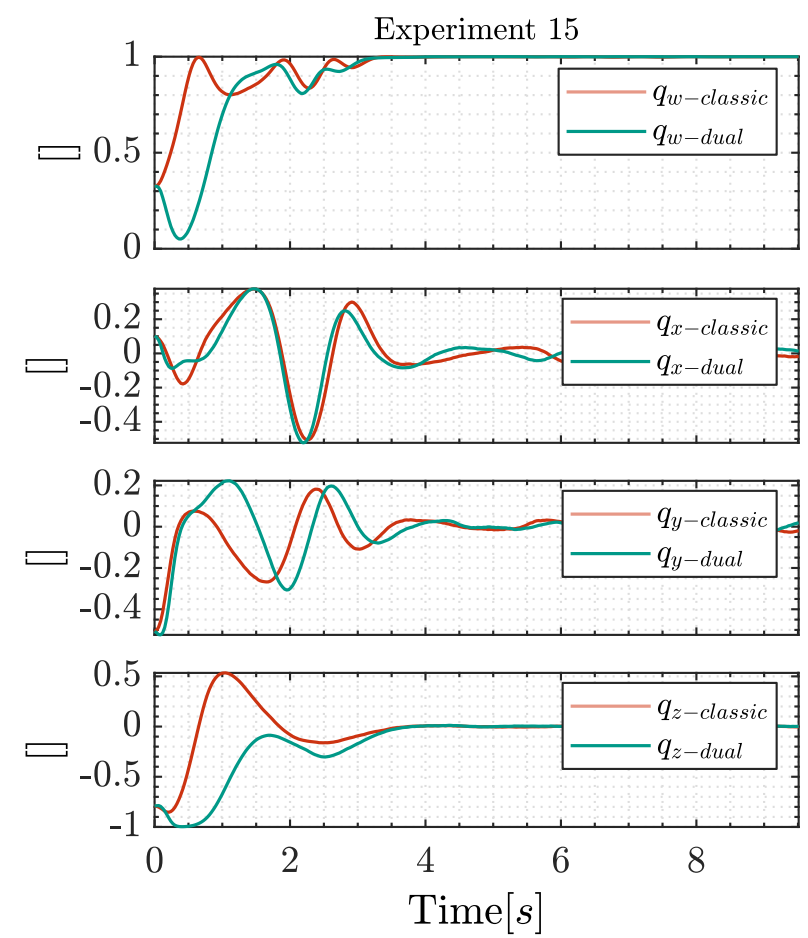 Experiment 15
1
0.5
0
[]
q_{w-classic}
q_{w-dual}
0.2
0
-0.2
-0.4
[]
q_{x-classic}
q_{x-dual}
0.2
0
-0.2
-0.4
[]
q_{y-classic}
q_{y-dual}
0.5
0
-0.5
-1
[]
q_{z-classic}
q_{z-dual}
0 2 4 6 8
Time[s]